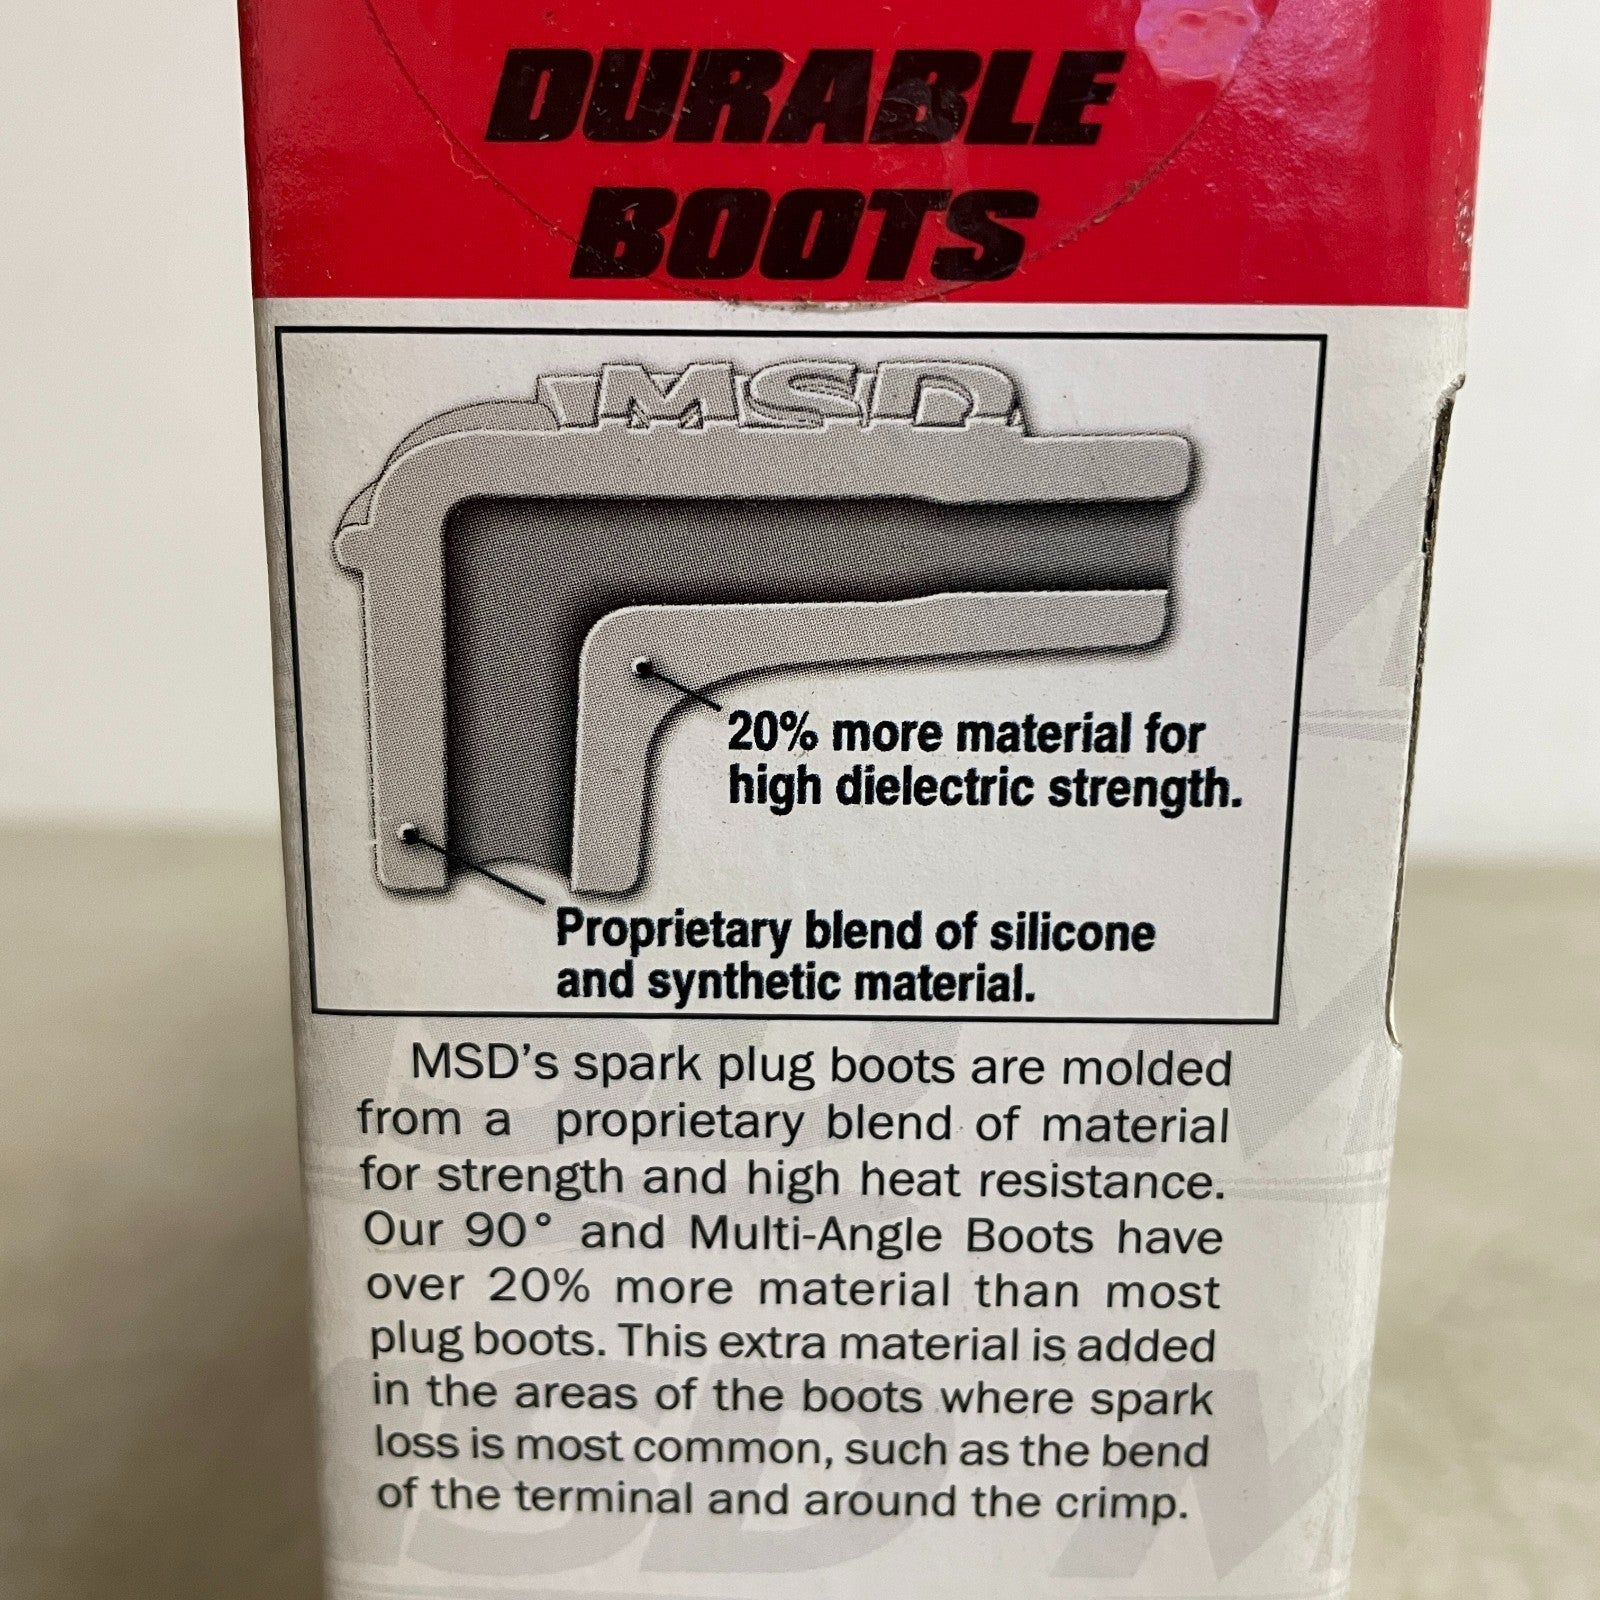 DURABLE
BOOTS
MSD
20% more material for
high dielectric strength.
Proprietary blend of silicone
and synthetic material.
MSD's spark plug boots are molded
from a proprietary blend of material
for strength and high heat resistance.
Our 90° and Multi-Angle Boots have
over 20% more material than most
plug boots. This extra material is added
in the areas of the boots where spark
loss is most common, such as the bend
of the terminal and around the crimp.